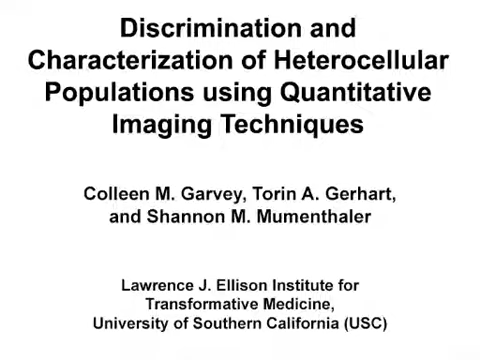 Discrimination and
Characterization of Heterocellular
Populations using Quantitative
Imaging Techniques
Colleen M. Garvey, Torin A. Gerhart,
and Shannon M. Mumenthaler
Lawrence J. Ellison Institute for
Transformative Medicine,
University of Southern California (USC)